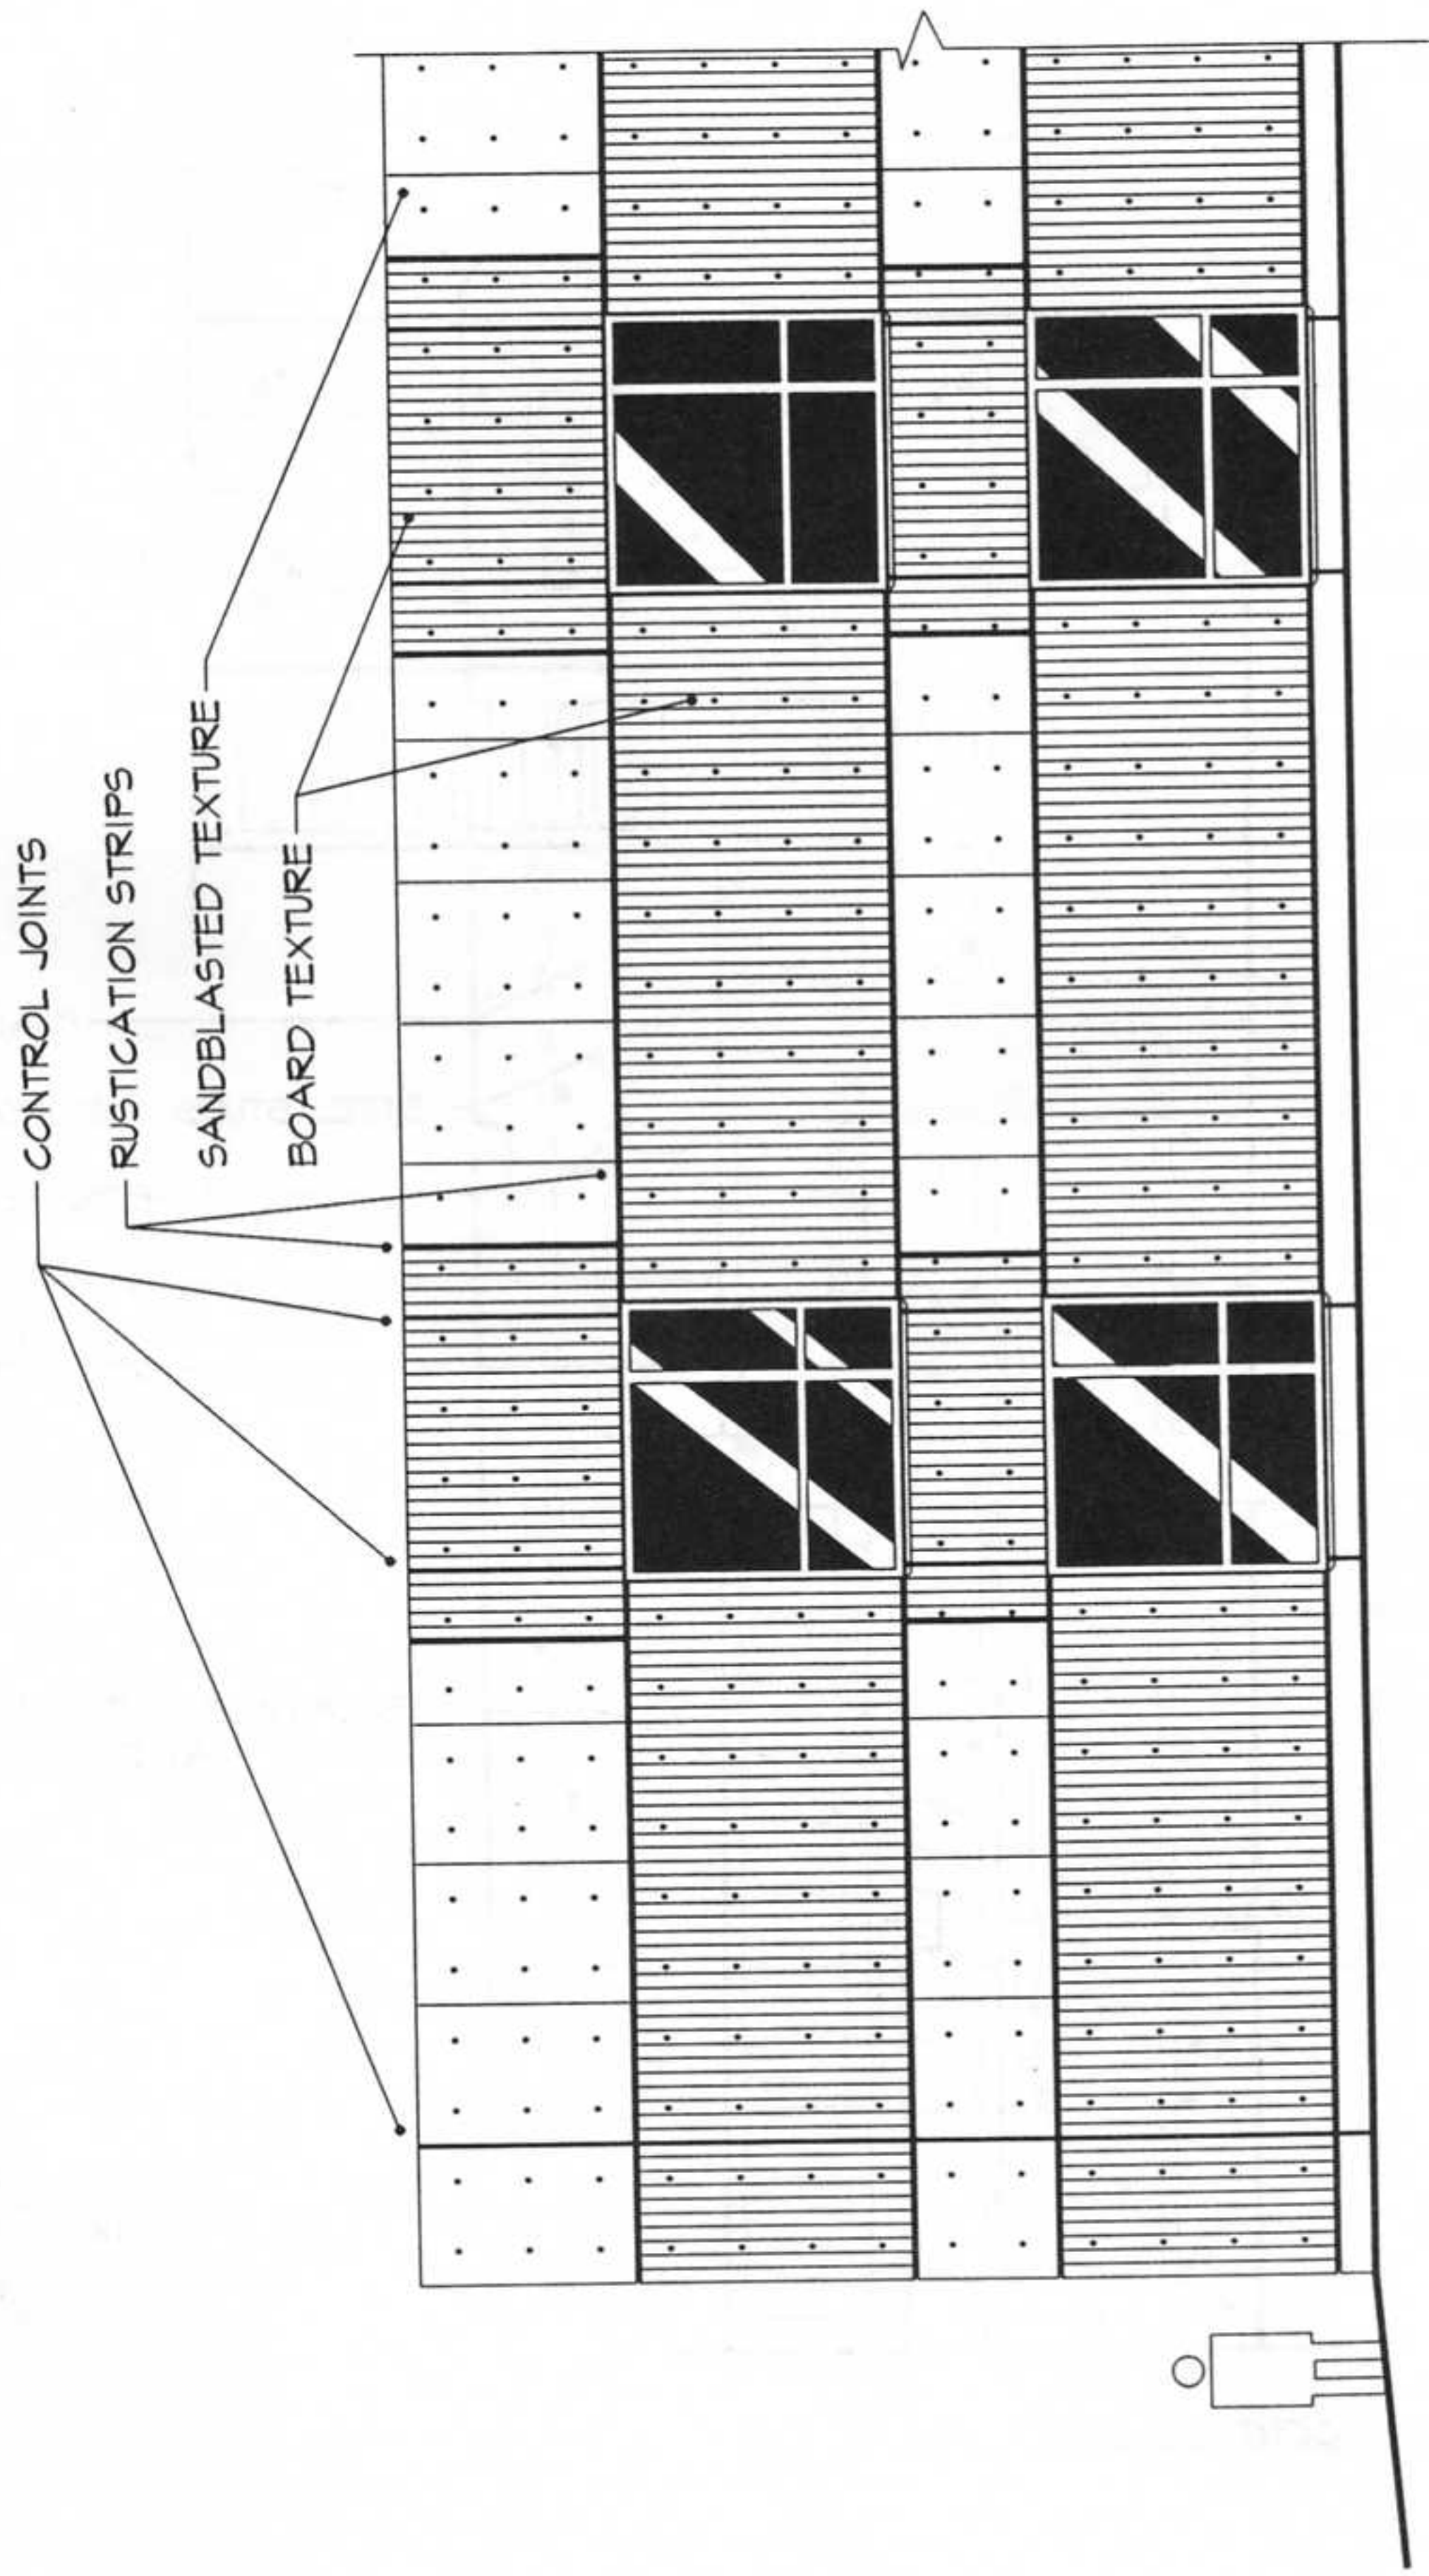 CONTROL JOINTS
RUSTICATION STRIPS
SANDBLASTED TEXTURE
BOARD TEXTURE